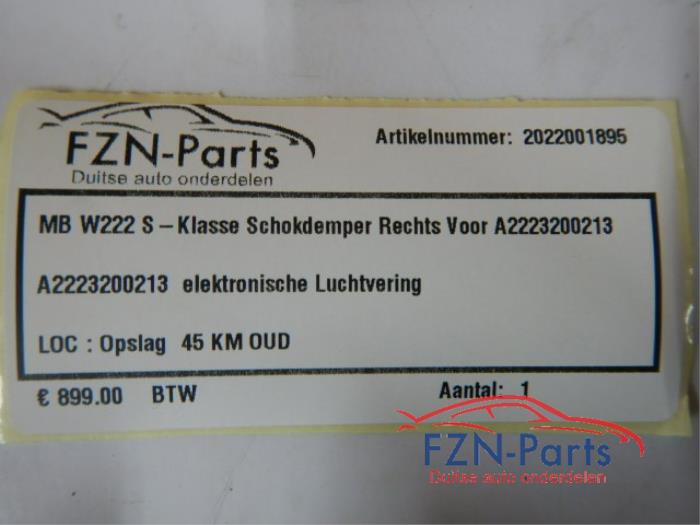 FZN-Parts
Duitse auto onderdelen
Artikelnummer: 2022001895
MB W222 S – Klasse Schokdemper Rechts Voor A2223200213
A2223200213 elektronische Luchtvering
LOC : Opslag 45 KM OUD
€ 899.00 BTW
Aantal: 1
FZN-Parts
Duitse auto onderdelen